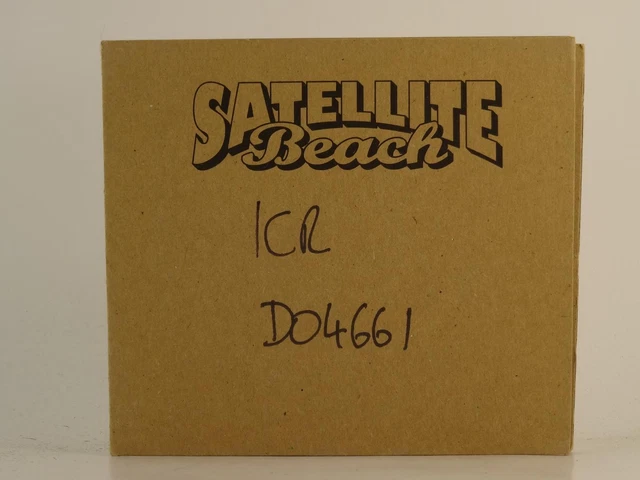 SATELLITE
Beach
ICR
D04661